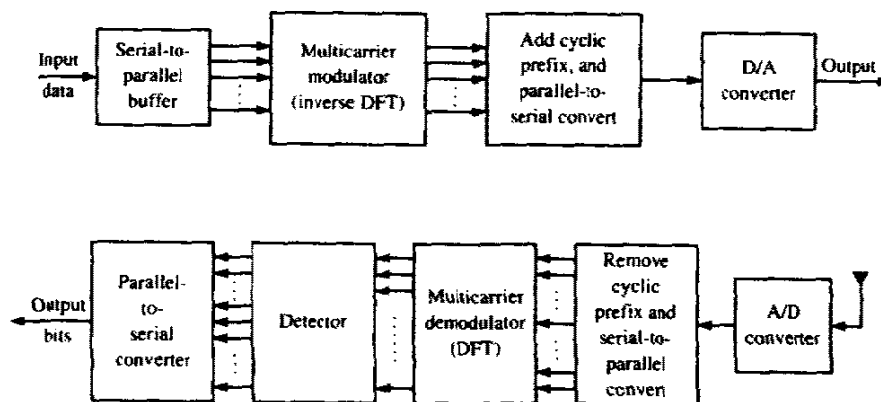 Input
data
Serial-to-
parallel
buffer
Multicarrier
modulator
(inverse DFT)
Add cyclic
prefix, and
parallel-to-
serial convert
D/A
converter
Output
Output
bits
Parallel-
to-
serial
converter
Detector
Multicarrier
demodulator
(DFT)
Remove
cyclic
prefix and
serial-to-
parallel
convert
A/D
converter